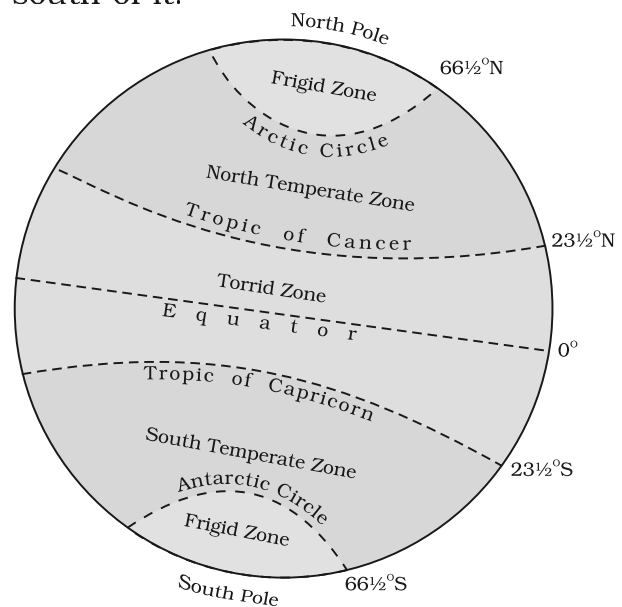 south of it.
North Pole
66½°N
Frigid Zone
Arctic Circle
North Temperate Zone
Tropic of Cancer
23½°N
Torrid Zone
Equator
0°
Tropic of Capricorn
South Temperate Zone
23½°S
Antarctic Circle
Frigid Zone
66½°S
South Pole